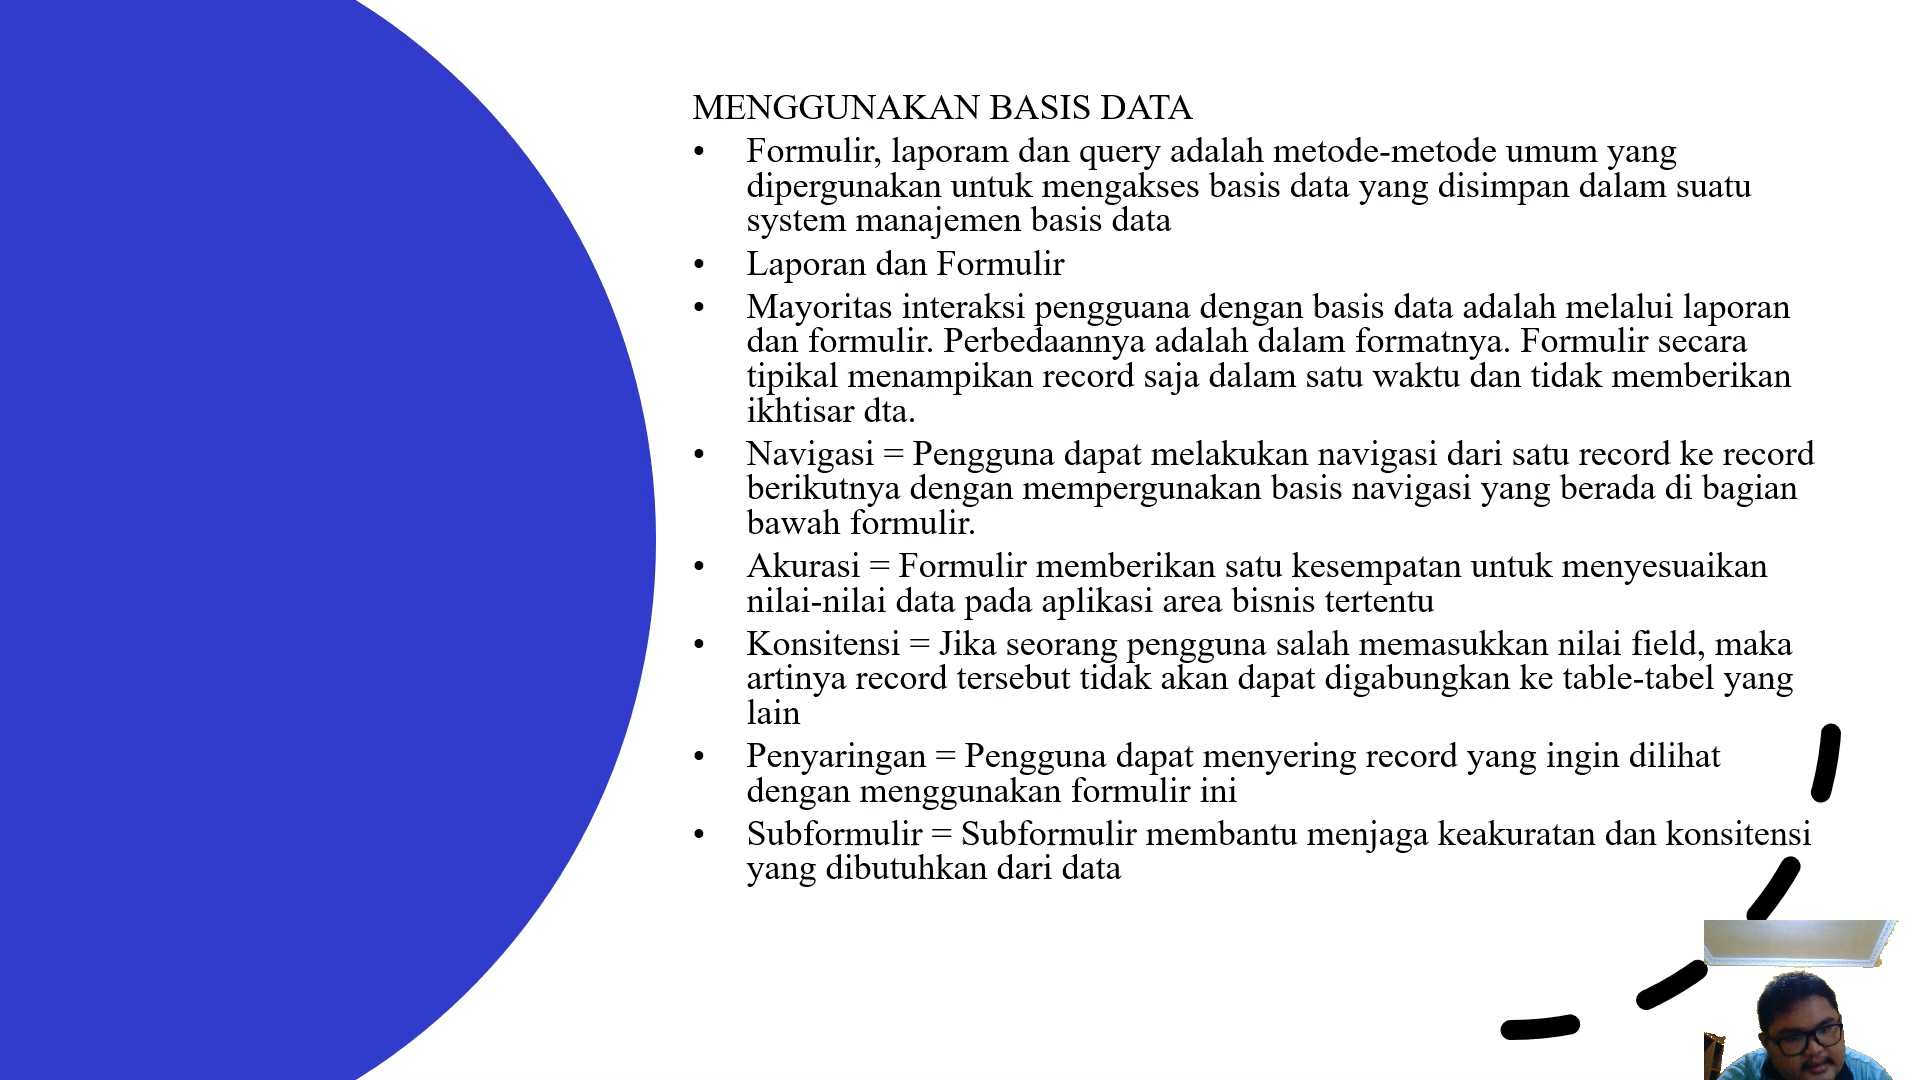 MENGGUNAKAN BASIS DATA
• Formulir, laporam dan query adalah metode-metode umum yang
dipergunakan untuk mengakses basis data yang disimpan dalam suatu
system manajemen basis data
• Laporan dan Formulir
• Mayoritas interaksi pengguana dengan basis data adalah melalui laporan
dan formulir. Perbedaannya adalah dalam formatnya. Formulir secara
tipikal menampikan record saja dalam satu waktu dan tidak memberikan
ikhtisar dta.
• Navigasi = Pengguna dapat melakukan navigasi dari satu record ke record
berikutnya dengan mempergunakan basis navigasi yang berada di bagian
bawah formulir.
• Akurasi = Formulir memberikan satu kesempatan untuk menyesuaikan
nilai-nilai data pada aplikasi area bisnis tertentu
• Konsitensi = Jika seorang pengguna salah memasukkan nilai field, maka
artinya record tersebut tidak akan dapat digabungkan ke table-tabel yang
lain
• Penyaringan = Pengguna dapat menyering record yang ingin dilihat
dengan menggunakan formulir ini
• Subformulir = Subformulir membantu menjaga keakuratan dan konsitensi
yang dibutuhkan dari data